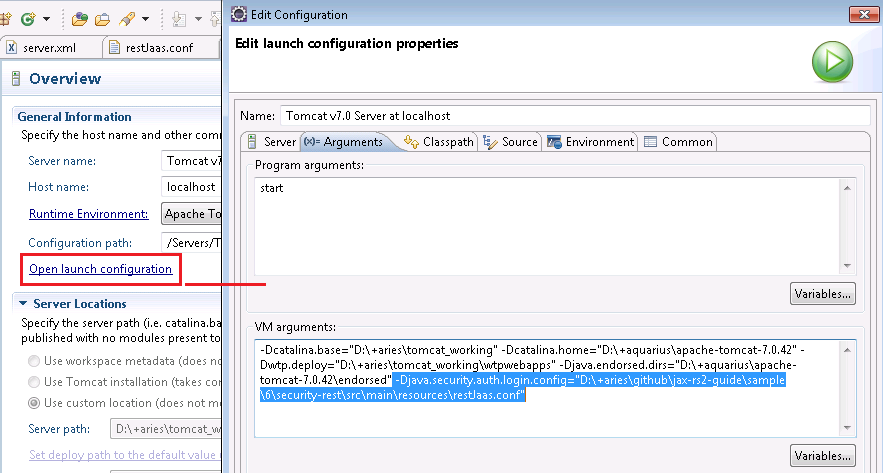 Edit Configuration
Edit launch configuration properties
Name: Tomcat v7.0 Server at localhost
Server (x)= Arguments Classpath Source Environment Common
Program arguments:
start
Variables...
VM arguments:
-Dcatalina.base="D:\+aries\tomcat_working" -Dcatalina.home="D:\+aquarius\apache-tomcat-7.0.42" -
Dwtp.deploy="D:\+aries\tomcat_working\wtpwebapps" -Djava.endorsed.dirs="D:\+aquarius\apache-
tomcat-7.0.42\endorsed" -Djava.security.auth.login.config="D:\+aries\github\jax-rs2-guide\sample
\6\security-rest\src\main\resources\restJaas.conf"
Variables...
server.xml restJaas.conf
Overview
General Information
Specify the host name and other com
Server name: Tomcat v7
Host name: localhost
Runtime Environment: Apache To
Configuration path: /Servers/T
Open launch configuration
Server Locations
Specify the server path (i.e. catalina.ba
published with no modules present to
Use workspace metadata (does no
Use Tomcat installation (takes con
Use custom location (does not me
Server path: D:\+aries\tomcat_w
Set deploy path to the default value